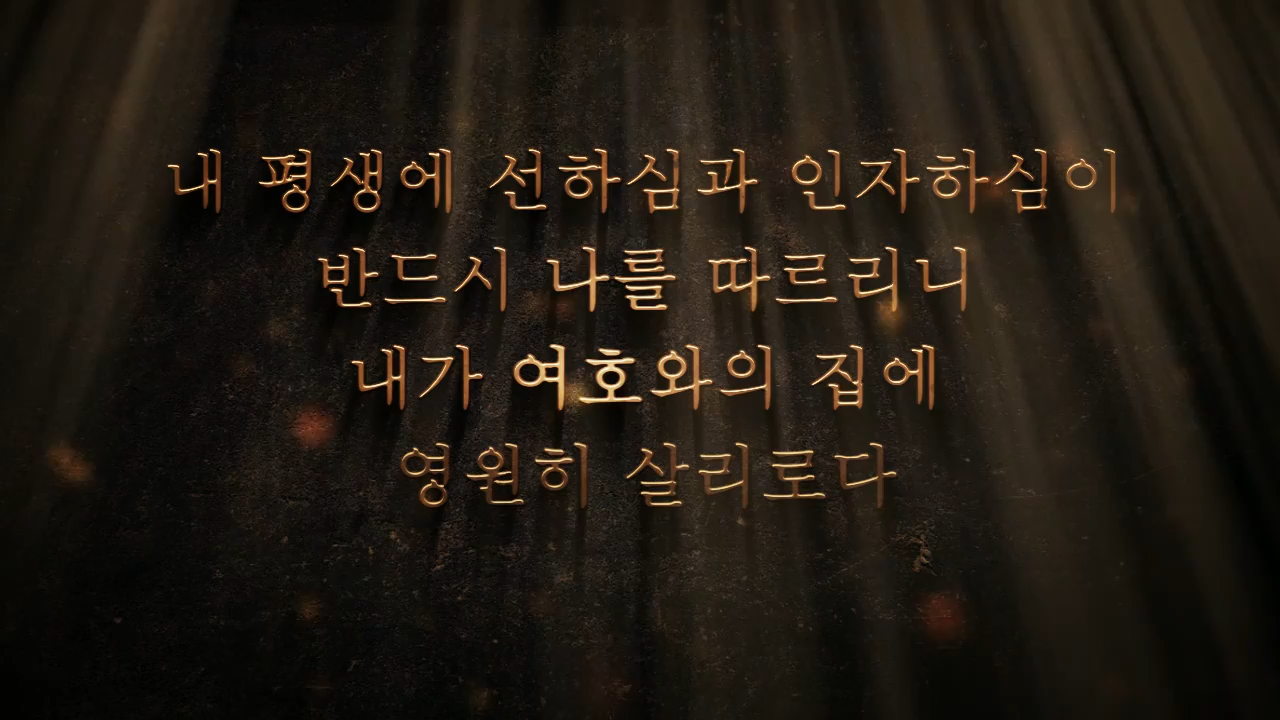 내 평생에 선하심과 인자하심이
반드시 나를 따르리니
내가 여호와의 집에
영원히 살리로다